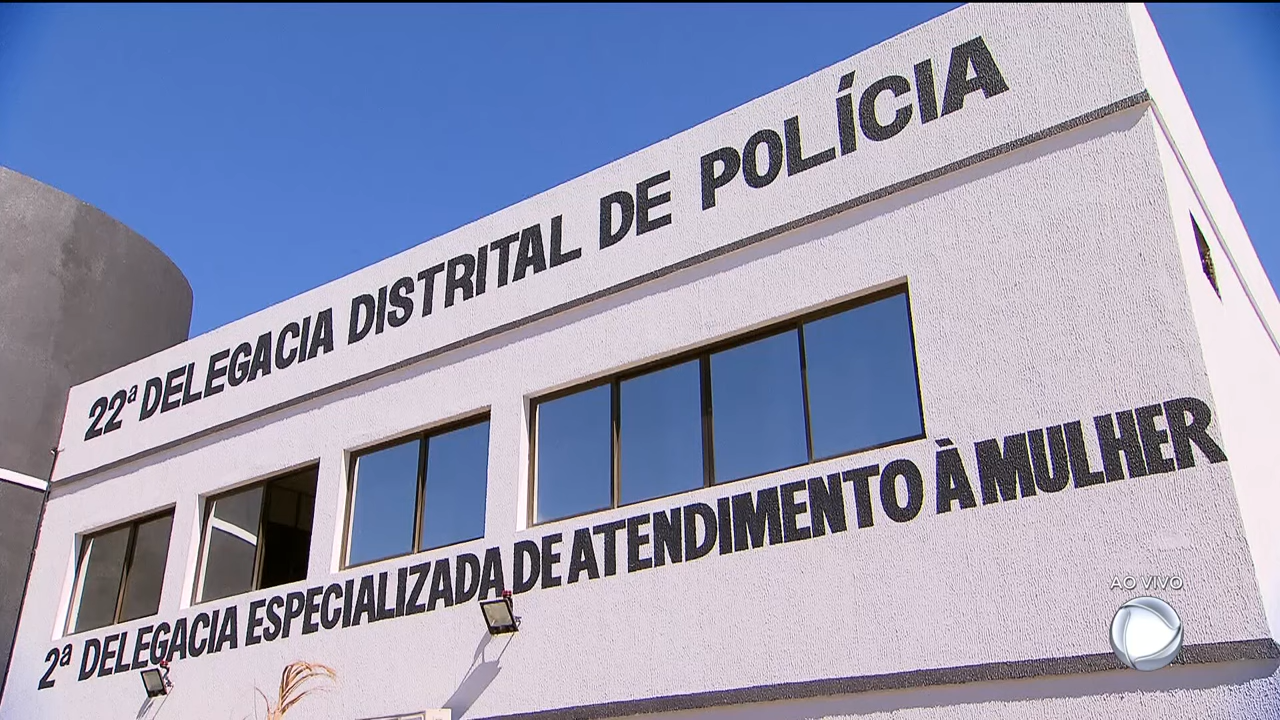 22ª DELEGACIA DISTRITAL DE POLÍCIA
2ª DELEGACIA ESPECIALIZADA DE ATENDIMENTO À MULHER
AO VIVO